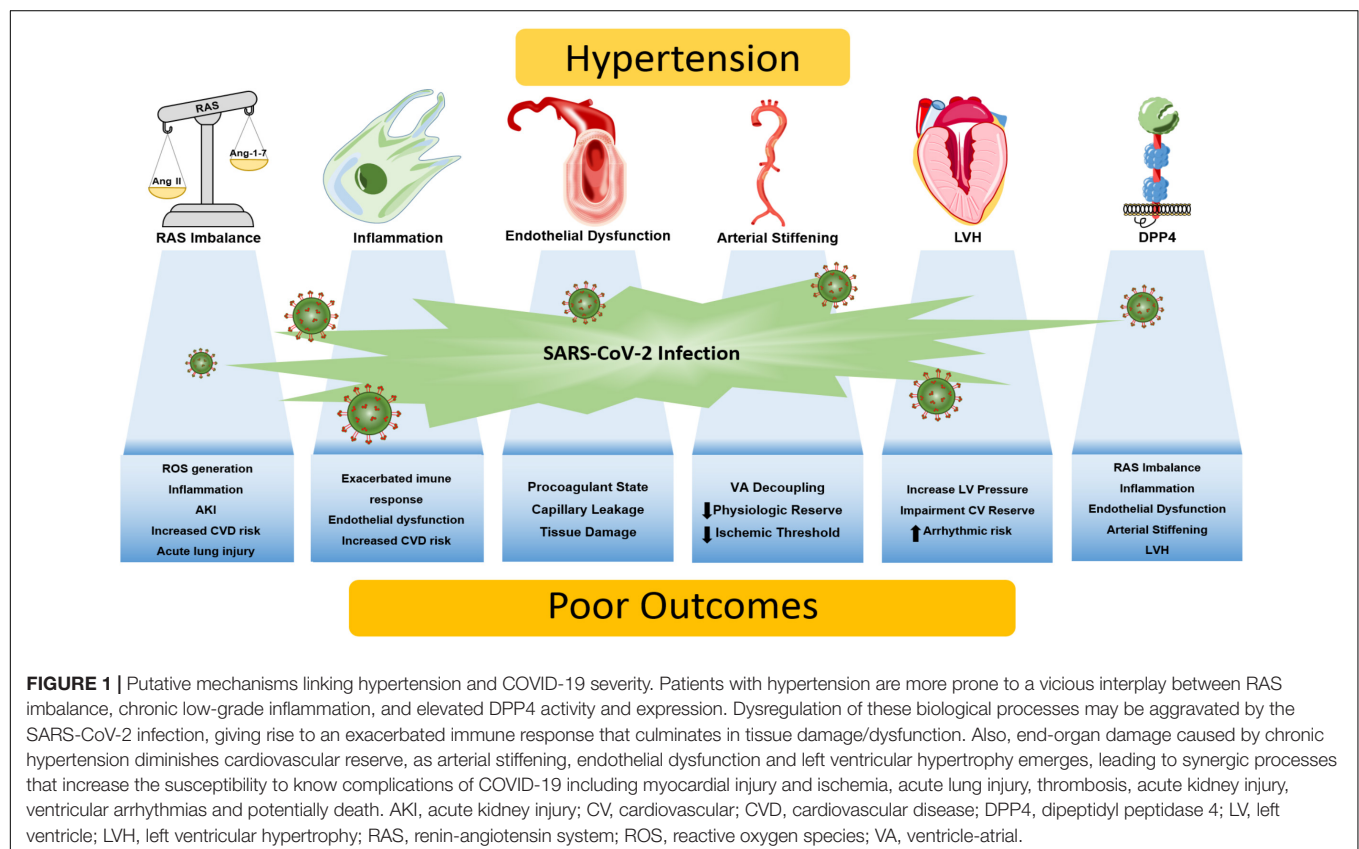 Hypertension
RAS
Ang-1-7
Ang II
RAS Imbalance
Inflammation
Endothelial Dysfunction
Arterial Stiffening
LVH
DPP4
SARS-CoV-2 Infection
ROS generation
Inflammation
AKI
Increased CVD risk
Acute lung injury
Exacerbated imune
response
Endothelial dysfunction
Increased CVD risk
Procoagulant State
Capillary Leakage
Tissue Damage
VA Decoupling
⬇Physiologic Reserve
⬇Ischemic Threshold
Increase LV Pressure
Impairment CV Reserve
⬆Arrhythmic risk
RAS Imbalance
Inflammation
Endothelial Dysfunction
Arterial Stiffening
LVH
Poor Outcomes
FIGURE 1 | Putative mechanisms linking hypertension and COVID-19 severity. Patients with hypertension are more prone to a vicious interplay between RAS
imbalance, chronic low-grade inflammation, and elevated DPP4 activity and expression. Dysregulation of these biological processes may be aggravated by the
SARS-CoV-2 infection, giving rise to an exacerbated immune response that culminates in tissue damage/dysfunction. Also, end-organ damage caused by chronic
hypertension diminishes cardiovascular reserve, as arterial stiffening, endothelial dysfunction and left ventricular hypertrophy emerges, leading to synergic processes
that increase the susceptibility to know complications of COVID-19 including myocardial injury and ischemia, acute lung injury, thrombosis, acute kidney injury,
ventricular arrhythmias and potentially death. AKI, acute kidney injury; CV, cardiovascular; CVD, cardiovascular disease; DPP4, dipeptidyl peptidase 4; LV, left
ventricle; LVH, left ventricular hypertrophy; RAS, renin-angiotensin system; ROS, reactive oxygen species; VA, ventricle-atrial.